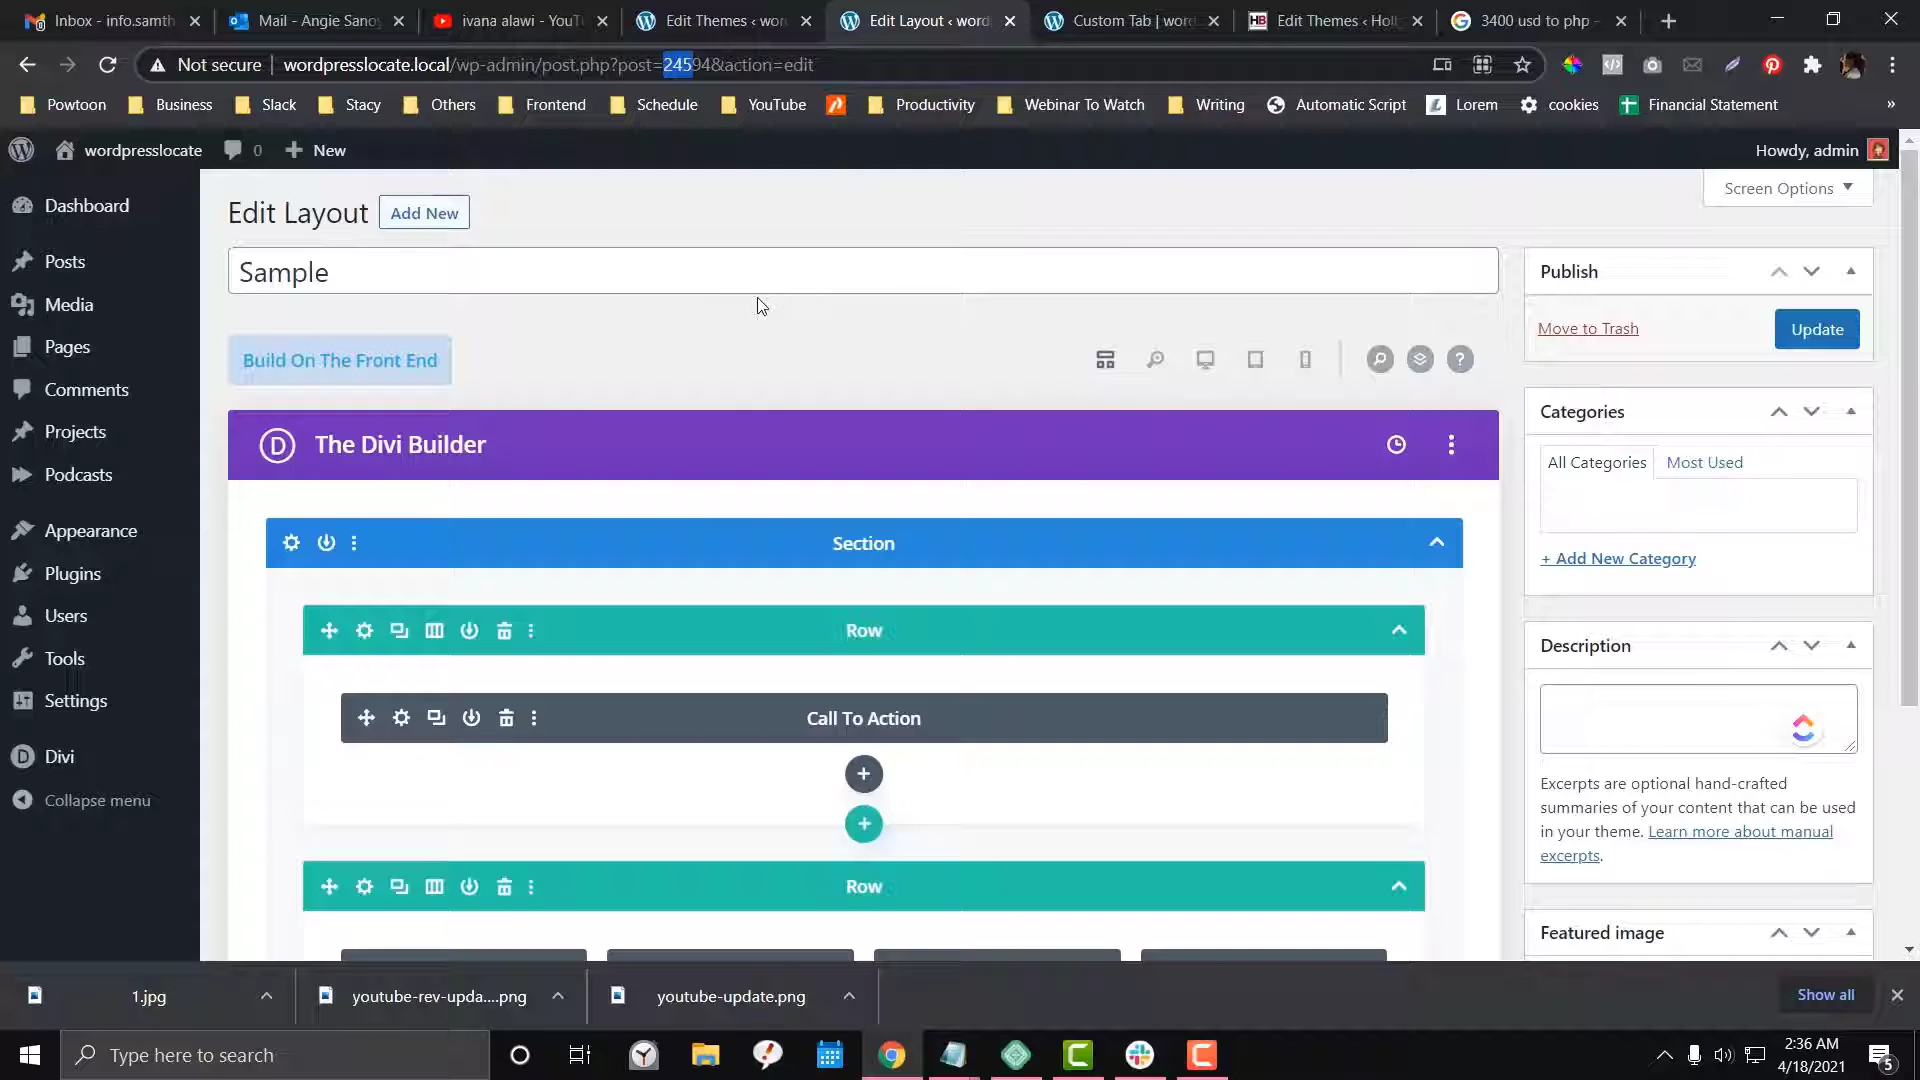 Inbox - info.samth
Mail - Angie Sano
ivana alawi - YouTu
Edit Themes ‹ wor
Edit Layout ‹ word
Custom Tab | word
Edit Themes ‹ Holl
3400 usd to php -
Not secure
wordpresslocate.local/wp-admin/post.php?post=24594&action=edit
Powtoon
Business
Slack
Stacy
Others
Frontend
Schedule
YouTube
Productivity
Webinar To Watch
Writing
Automatic Script
Lorem
cookies
Financial Statement
»
wordpresslocate
0
New
Howdy, admin
Dashboard
Posts
Media
Pages
Comments
Projects
Podcasts
Appearance
Plugins
Users
Tools
Settings
Divi
Collapse menu
Screen Options
Edit Layout
Add New
Sample
Build On The Front End
The Divi Builder
Section
Row
Call To Action
Row
Publish
Move to Trash
Update
Categories
All Categories
Most Used
+ Add New Category
Description
Excerpts are optional hand-crafted
summaries of your content that can be used
in your theme. Learn more about manual
excerpts.
Featured image
1.jpg
youtube-rev-upda....png
youtube-update.png
Show all
Type here to search
2:36 AM
4/18/2021
5